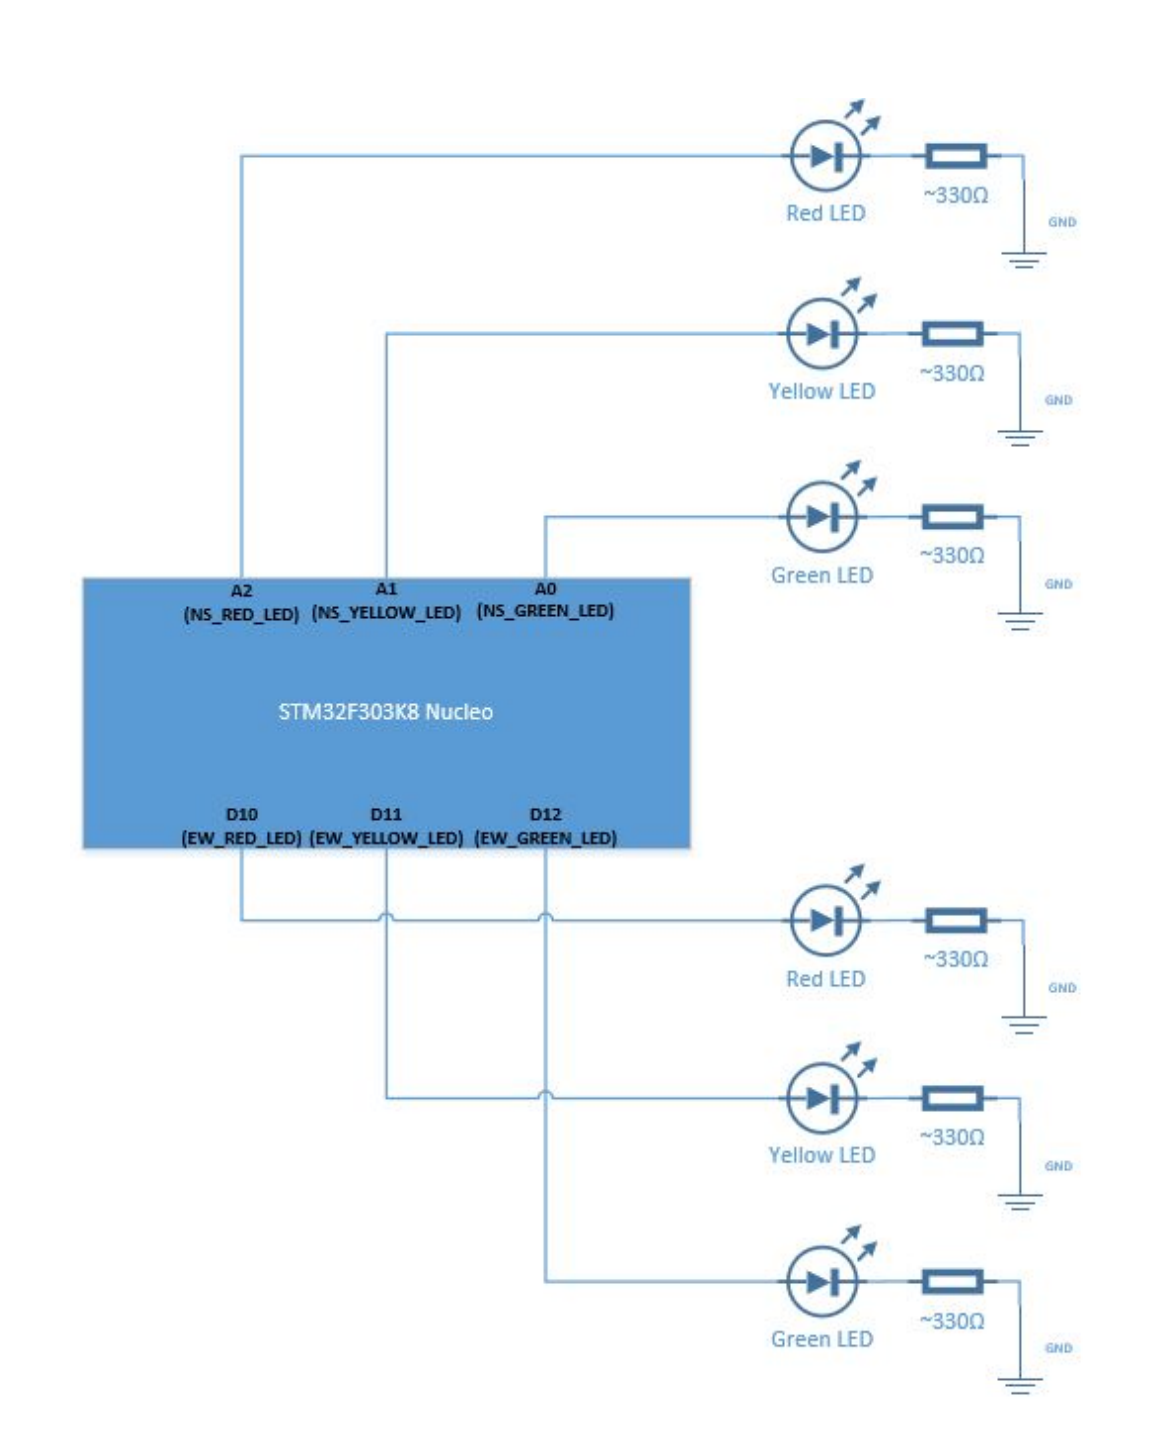 Red LED
~330Ω
GND
Yellow LED
~330Ω
GND
Green LED
~330Ω
GND
A2
(NS_RED_LED)
A1
(NS_YELLOW_LED)
A0
(NS_GREEN_LED)
STM32F303K8 Nucleo
D10
(EW_RED_LED)
D11
(EW_YELLOW_LED)
D12
(EW_GREEN_LED)
Red LED
~330Ω
GND
Yellow LED
~330Ω
GND
Green LED
~330Ω
GND